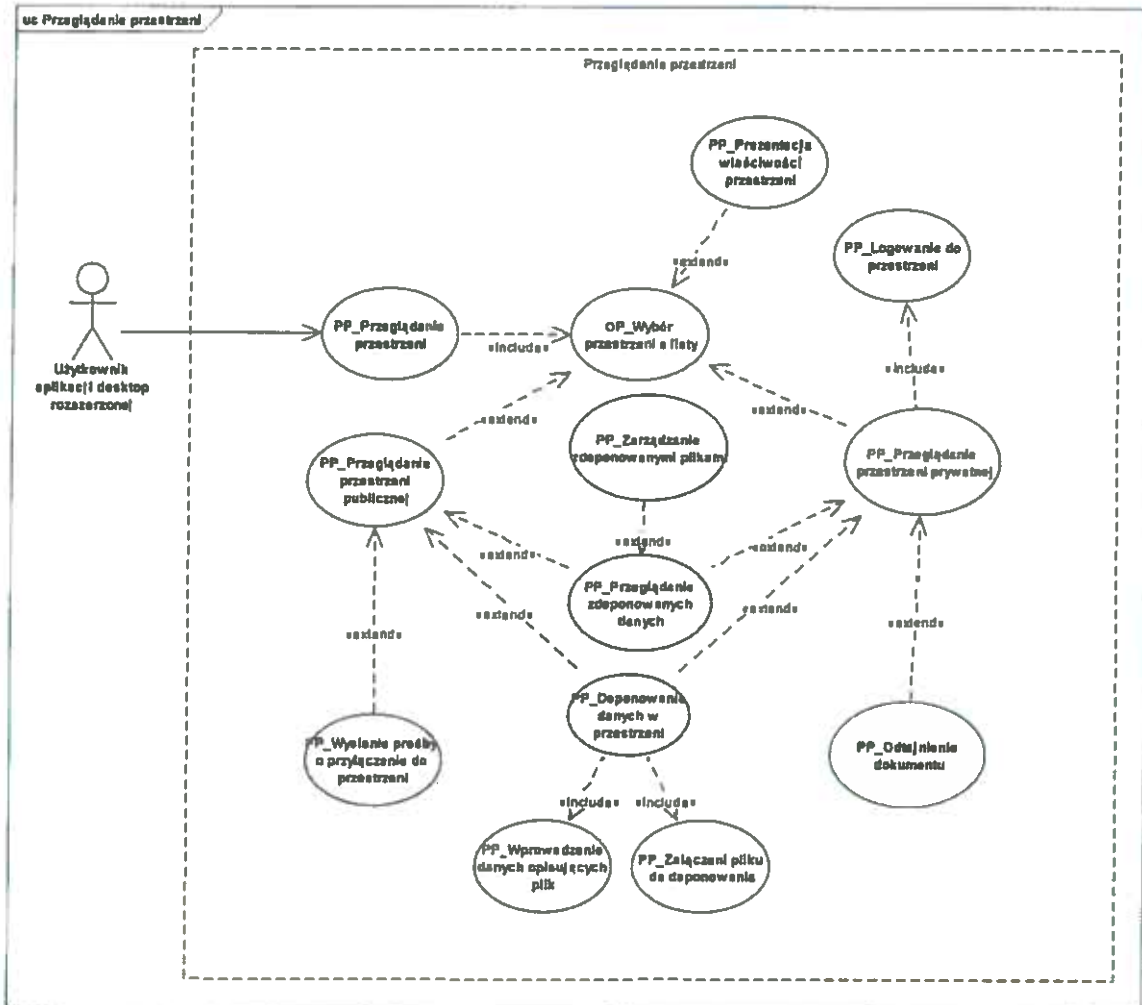 uc Przeglądanie przestrzeni
Przeglądanie przestrzeni
PP_Prezentacja
właściwości
przestrzeni
«extend»
PP_Logowanie do
przestrzeni
PP_Przeglądanie
przestrzeni
«include»
OP_Wybór
przestrzeni z listy
«include»
Użytkownik
aplikacji desktop
rozszerzonej
«extend»
«extend»
PP_Zarządzanie
zdeponowanymi plikami
PP_Przeglądanie
przestrzeni
publicznej
PP_Przeglądanie
przestrzeni prywatnej
«extend»
«extend»
«extend»
PP_Przeglądanie
zdeponowanych
danych
«extend»
«extend»
«extend»
«extend»
PP_Deponowanie
danych w
przestrzeni
PP_Wysłanie prośby
o przyłączenie do
przestrzeni
PP_Odtajnienie
dokumentu
«include»
«include»
PP_Wprowadzenie
danych opisujących
plik
PP_Załączeni pliku
do deponowania